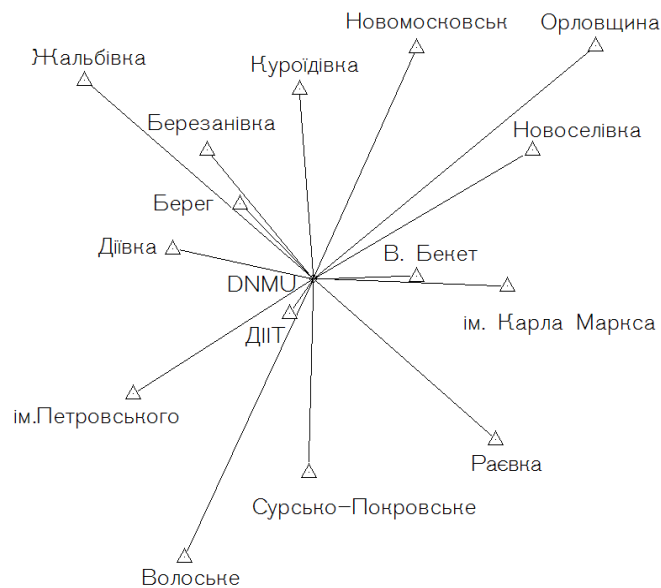 Новомосковськ
Орловщина
Жальбівка
Куроїдівка
Березанівка
Новоселівка
Берег
Діївка
В. Бекет
DNMU
ДІІТ
ім. Карла Маркса
ім.Петровського
Раєвка
Сурсько-Покровське
Волоське